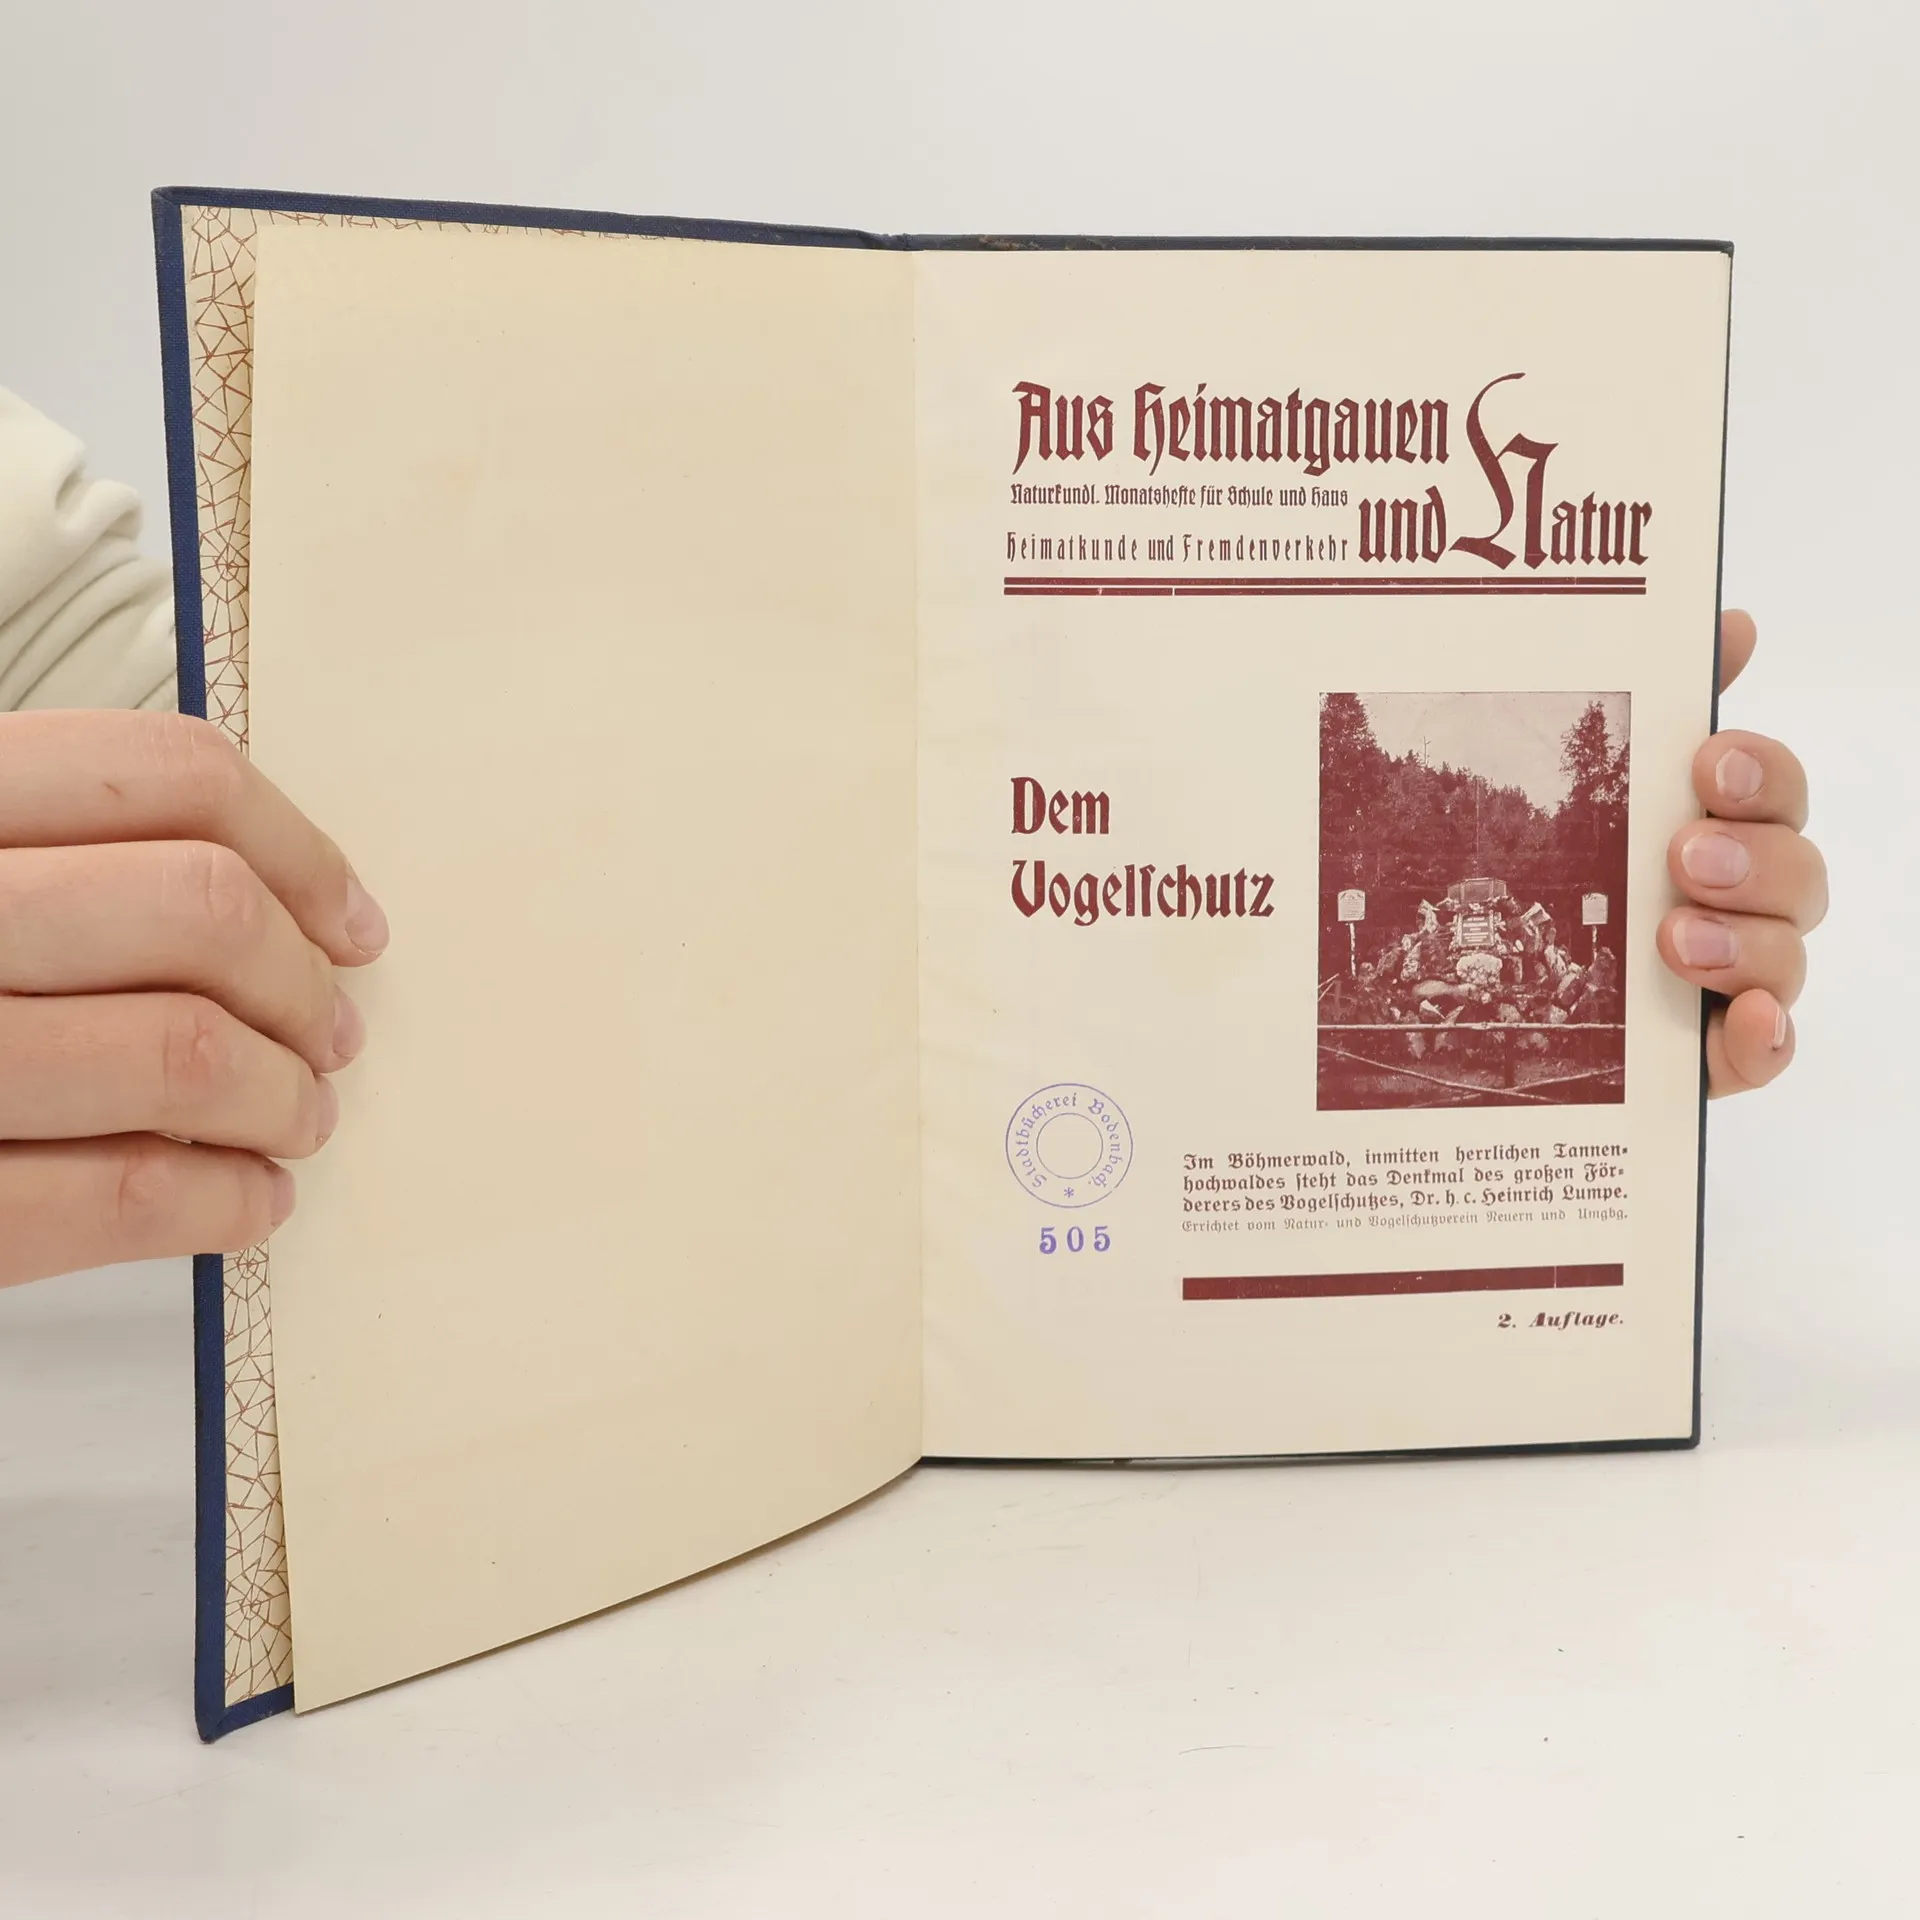 Aus Heimatgauen
und Natur
Naturkundl. Monatshefte für Schule und Haus
Heimatkunde und Fremdenverkehr
Dem
Vogelschutz
Stadtbücherei Bodenbach. *
505
Im Böhmerwald, inmitten herrlichen Tannen-
hochwaldes steht das Denkmal des großen För-
derers des Vogelschutzes, Dr. h. c. Heinrich Lumpe.
Errichtet vom Natur- und Vogelschutzverein Neuern und Umgbg.
2. Auflage.